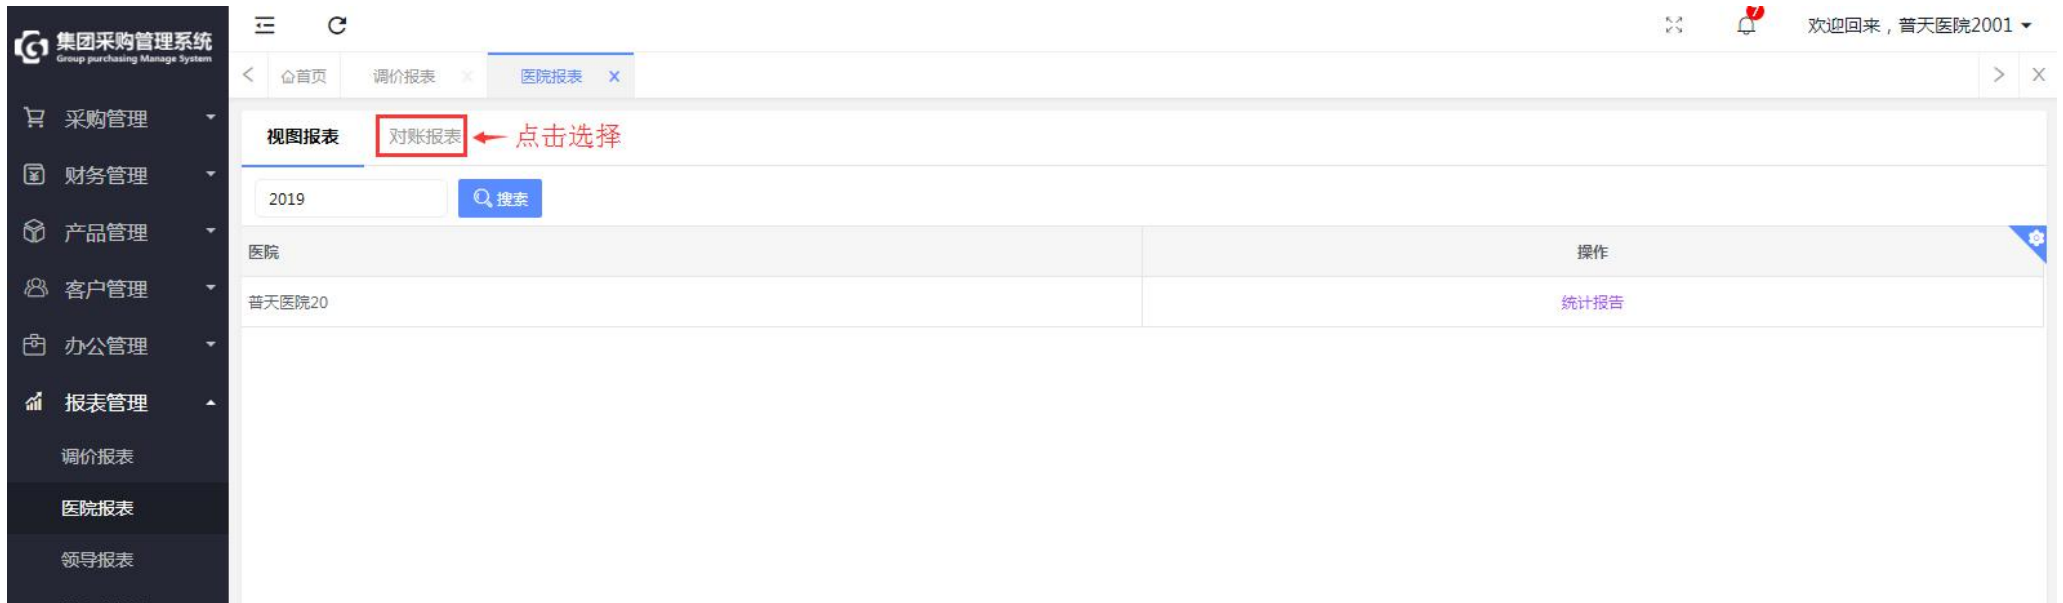 集团采购管理系统
Group purchasing Manage System
欢迎回来，普天医院2001
7
首页
调价报表
医院报表
采购管理
财务管理
产品管理
客户管理
办公管理
报表管理
调价报表
医院报表
领导报表
视图报表
对账报表
点击选择
2019
搜索
医院
操作
普天医院20
统计报告